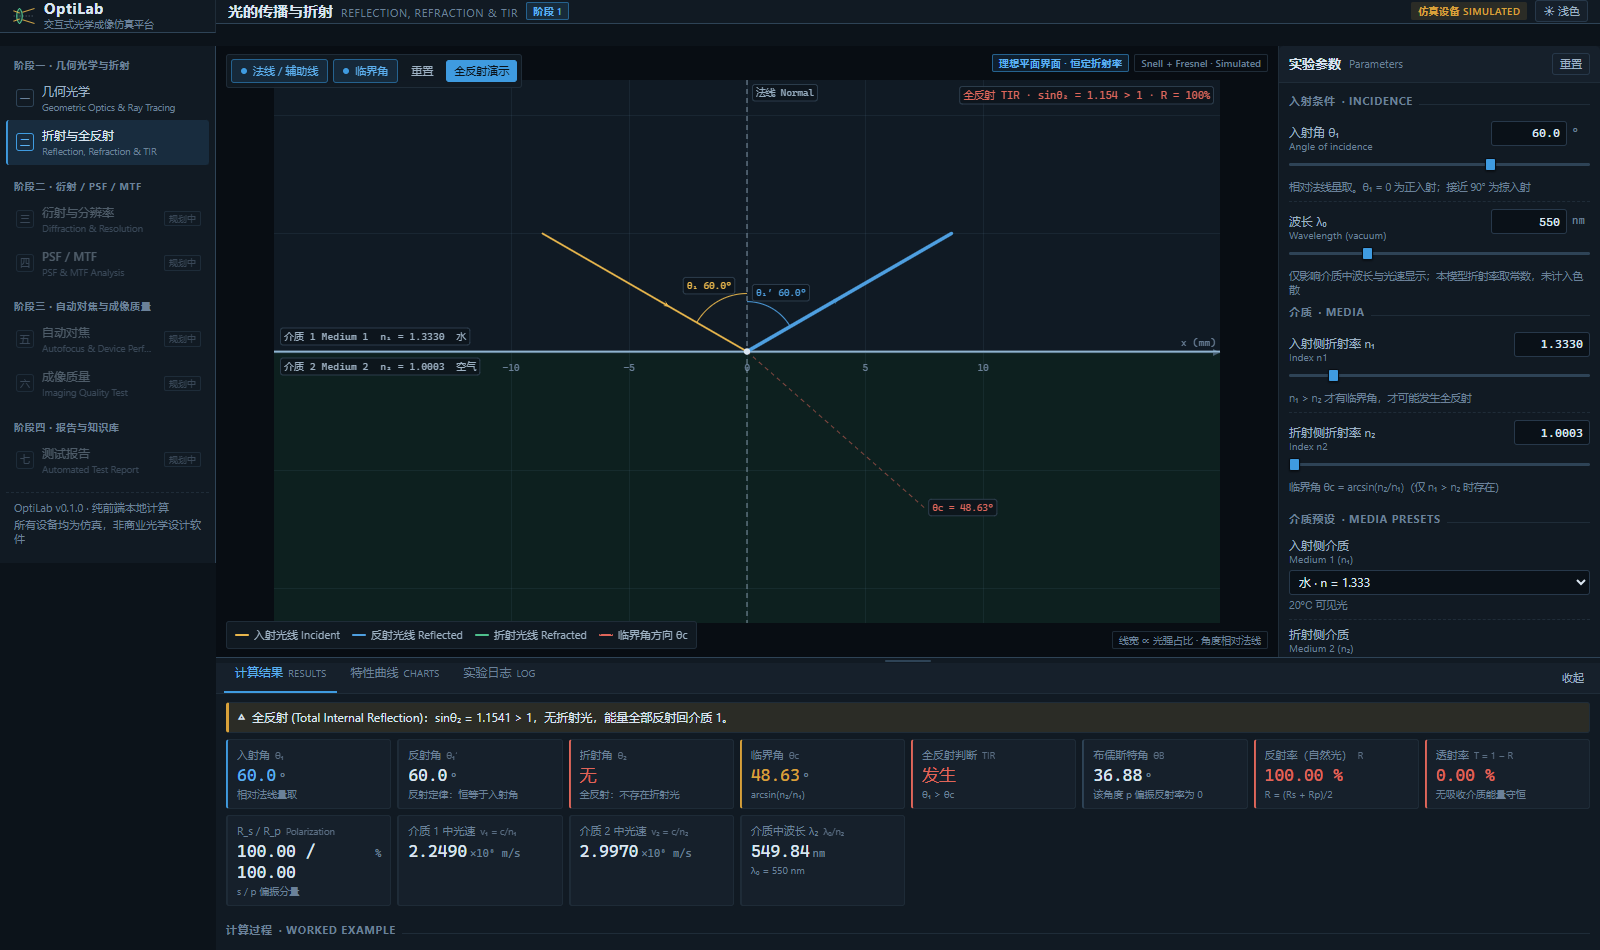 OptiLab
交互式光学成像仿真平台
光的传播与折射 REFLECTION, REFRACTION & TIR 阶段 1
仿真设备 SIMULATED
☀ 浅色
阶段一 · 几何光学与折射
一 几何光学
Geometric Optics & Ray Tracing
二 折射与全反射
Reflection, Refraction & TIR
阶段二 · 衍射 / PSF / MTF
三 衍射与分辨率 规划中
Diffraction & Resolution
四 PSF / MTF 规划中
PSF & MTF Analysis
阶段三 · 自动对焦与成像质量
五 自动对焦 规划中
Autofocus & Device Perf...
六 成像质量 规划中
Imaging Quality Test
阶段四 · 报告与知识库
七 测试报告 规划中
Automated Test Report
OptiLab v0.1.0 · 纯前端本地计算
所有设备均为仿真，非商业光学设计软
件
法线 / 辅助线
临界角
重置
全反射演示
理想平面界面 · 恒定折射率
Snell + Fresnel · Simulated
法线 Normal
全反射 TIR · sinθ₂ = 1.154 > 1 · R = 100%
θ₁ 60.0°
θ₁′ 60.0°
介质 1 Medium 1 n₁ = 1.3330 水
x (mm)
介质 2 Medium 2 n₂ = 1.0003 空气
−10 −5 0 5 10
θc = 48.63°
入射光线 Incident
反射光线 Reflected
折射光线 Refracted
临界角方向 θc
线宽 ∝ 光强占比 · 角度相对法线
实验参数 Parameters
重置
入射条件 · INCIDENCE
入射角 θ₁ 60.0 °
Angle of incidence
相对法线量取。θ₁ = 0 为正入射；接近 90° 为掠入射
波长 λ₀ 550 nm
Wavelength (vacuum)
仅影响介质中波长与光速显示；本模型折射率取常数，未计入色
散
介质 · MEDIA
入射侧折射率 n₁ 1.3330
Index n1
n₁ > n₂ 才有临界角，才可能发生全反射
折射侧折射率 n₂ 1.0003
Index n2
临界角 θc = arcsin(n₂/n₁)（仅 n₁ > n₂ 时存在）
介质预设 · MEDIA PRESETS
入射侧介质
Medium 1 (n₁)
水 · n = 1.333
20°C 可见光
折射侧介质
Medium 2 (n₂)
计算结果 RESULTS
特性曲线 CHARTS
实验日志 LOG
收起
全反射 (Total Internal Reflection)：sinθ₂ = 1.1541 > 1，无折射光，能量全部反射回介质 1。
入射角 θ₁
60.0 °
相对法线量取
反射角 θ₁′
60.0 °
反射定律：恒等于入射角
折射角 θ₂
无
全反射：不存在折射光
临界角 θc
48.63 °
arcsin(n₂/n₁)
全反射判断 TIR
发生
θ₁ > θc
布儒斯特角 θB
36.88 °
该角度 p 偏振反射率为 0
反射率（自然光） R
100.00 %
R = (Rs + Rp)/2
透射率 T = 1 − R
0.00 %
无吸收介质能量守恒
R_s / R_p Polarization
100.00 /
100.00
%
s / p 偏振分量
介质 1 中光速 v₁ = c/n₁
2.2490 ×10⁸ m/s
介质 2 中光速 v₂ = c/n₂
2.9970 ×10⁸ m/s
介质中波长 λ₂ λ₀/n₂
549.84 nm
λ₀ = 550 nm
计算过程 · WORKED EXAMPLE